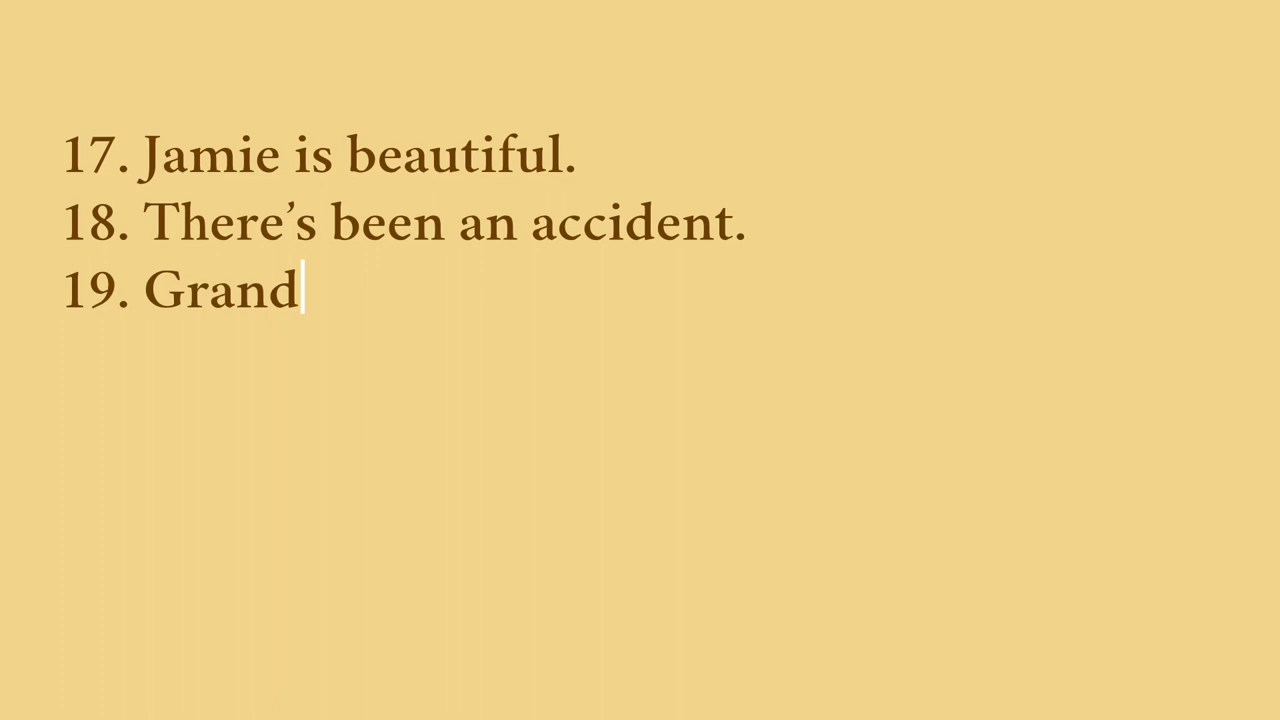 17. Jamie is beautiful.
18. There’s been an accident.
19. Grand